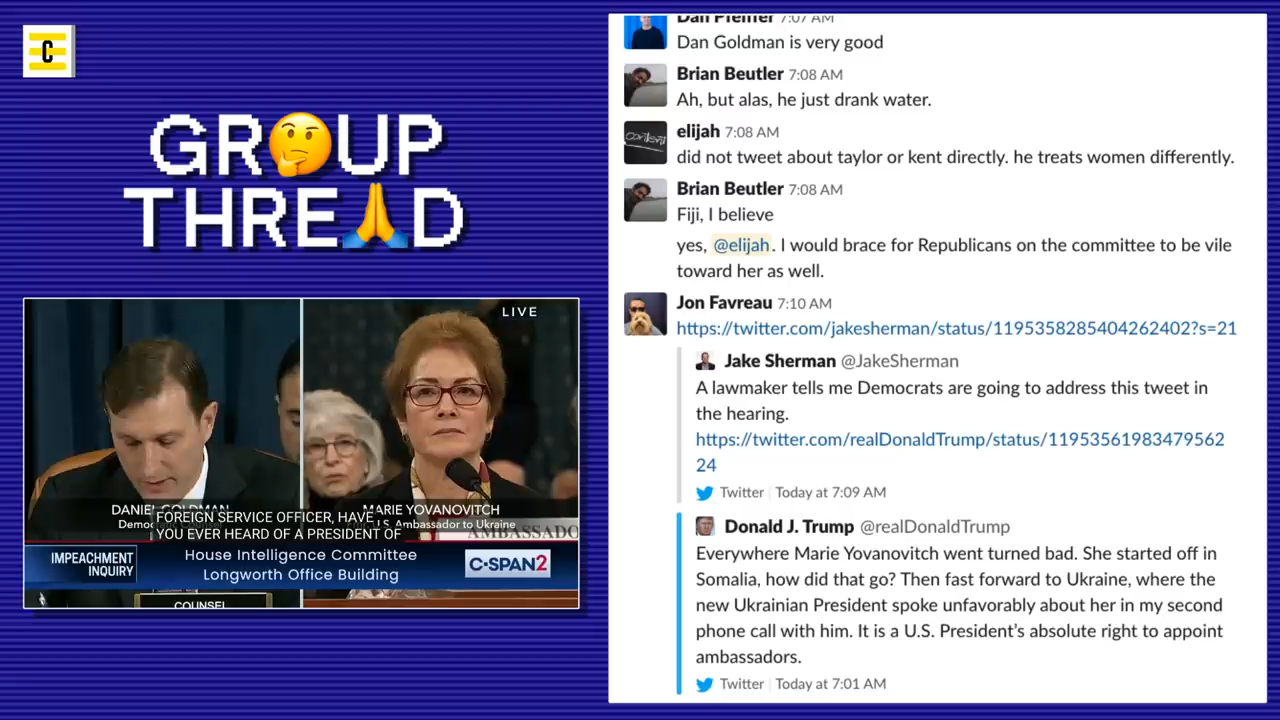 C
GROUP
THREAD
LIVE
DANIEL GOLDMAN
MARIE YOVANOVITCH
U.S. Ambassador to Ukraine
FOREIGN SERVICE OFFICER, HAVE
YOU EVER HEARD OF A PRESIDENT OF
AMBASSADO
IMPEACHMENT
INQUIRY
House Intelligence Committee
Longworth Office Building
C-SPAN2
COUNSEL
Dan Pfeiffer 7:07 AM
Dan Goldman is very good
Brian Beutler 7:08 AM
Ah, but alas, he just drank water.
elijah 7:08 AM
did not tweet about taylor or kent directly. he treats women differently.
Brian Beutler 7:08 AM
Fiji, I believe
yes, @elijah. I would brace for Republicans on the committee to be vile
toward her as well.
Jon Favreau 7:10 AM
https://twitter.com/jakesherman/status/1195358285404262402?s=21
Jake Sherman @JakeSherman
A lawmaker tells me Democrats are going to address this tweet in
the hearing.
https://twitter.com/realDonaldTrump/status/11953561983479562
24
Twitter | Today at 7:09 AM
Donald J. Trump @realDonaldTrump
Everywhere Marie Yovanovitch went turned bad. She started off in
Somalia, how did that go? Then fast forward to Ukraine, where the
new Ukrainian President spoke unfavorably about her in my second
phone call with him. It is a U.S. President's absolute right to appoint
ambassadors.
Twitter | Today at 7:01 AM